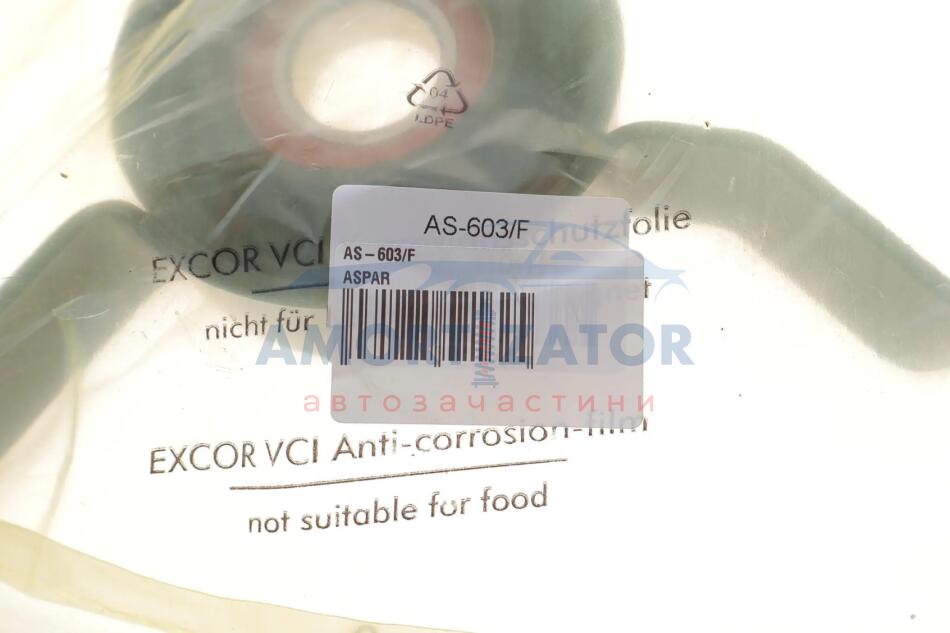 04
LDPE
AS-603/F
EXCOR VCI
AS-603/F
ASPAR
nicht für
AMORTIZATOR
автозачастини
EXCOR VCI Anti-corrosion-film
not suitable for food